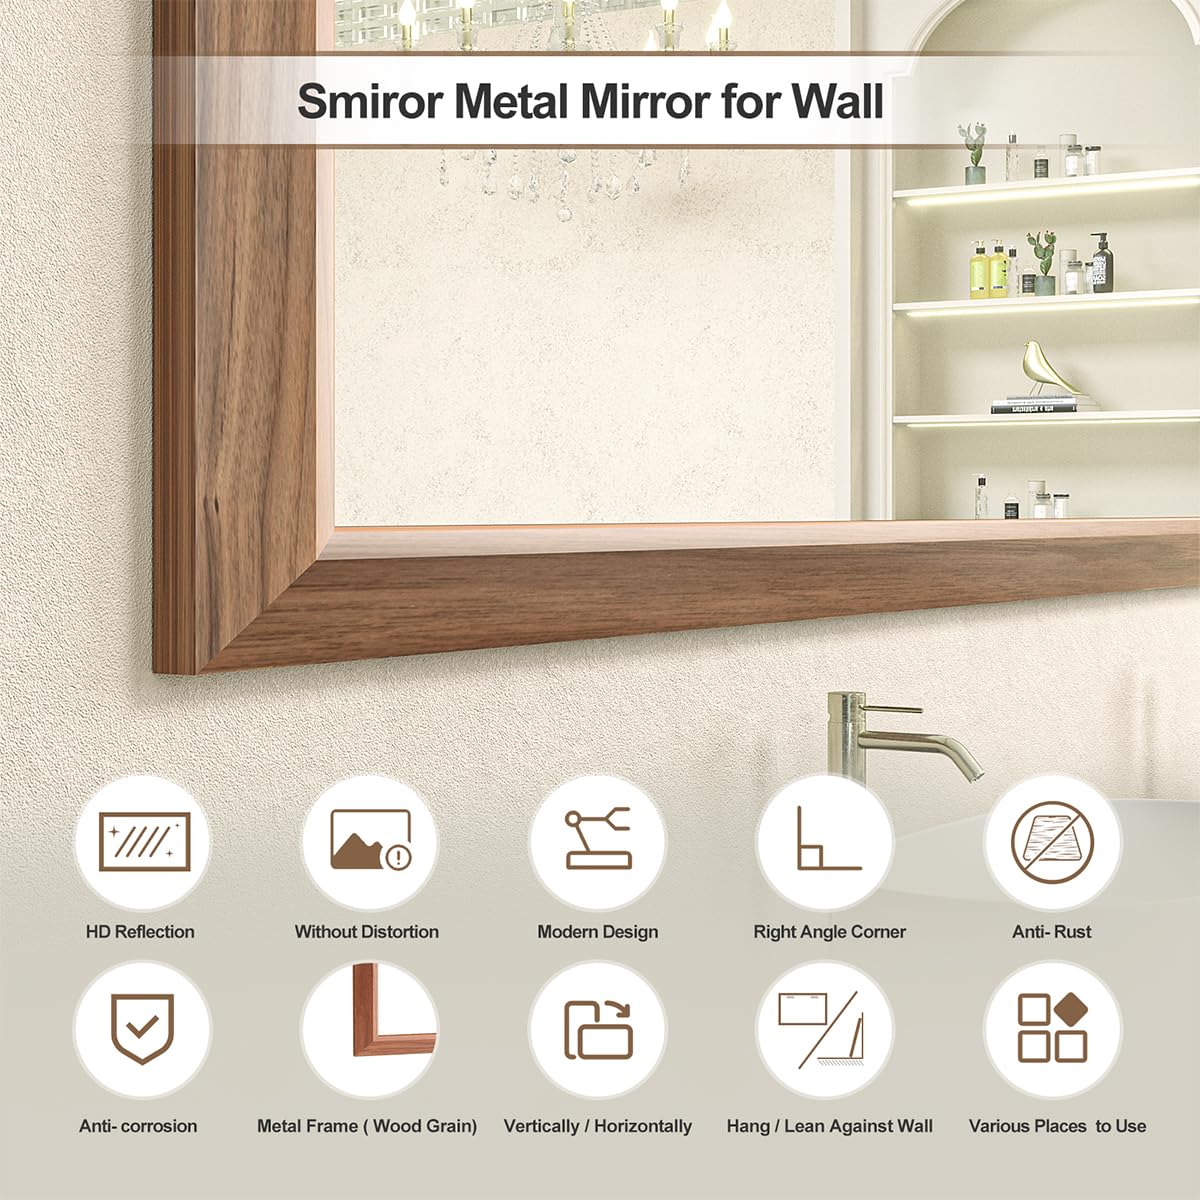 Smiror Metal Mirror for Wall
HD Reflection
Without Distortion
Modern Design
Right Angle Corner
Anti- Rust
Anti- corrosion
Metal Frame ( Wood Grain)
Vertically / Horizontally
Hang / Lean Against Wall
Various Places to Use